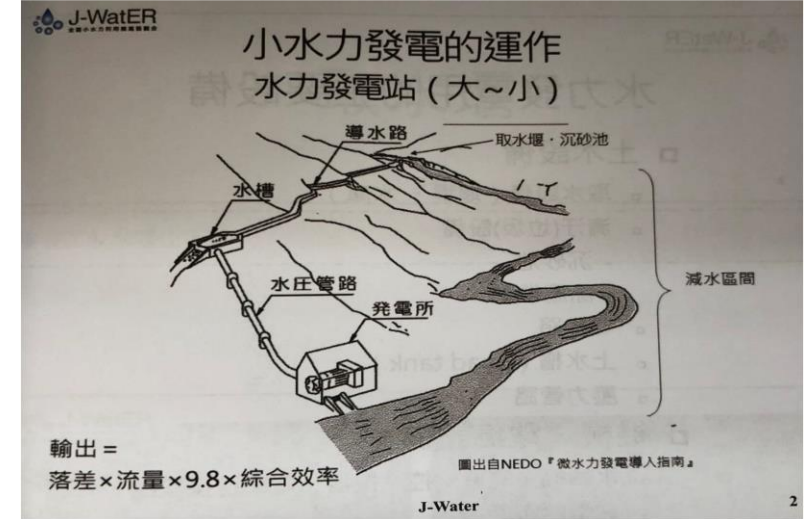 J-WatER
小水力發電的運作
水力發電站（大~小）
導水路
取水堰・沉砂池
水槽
水圧管路
減水區間
発電所
輸出＝
落差×流量×9.8×綜合效率
圖出自NEDO『微水力發電導入指南』
J-Water
2